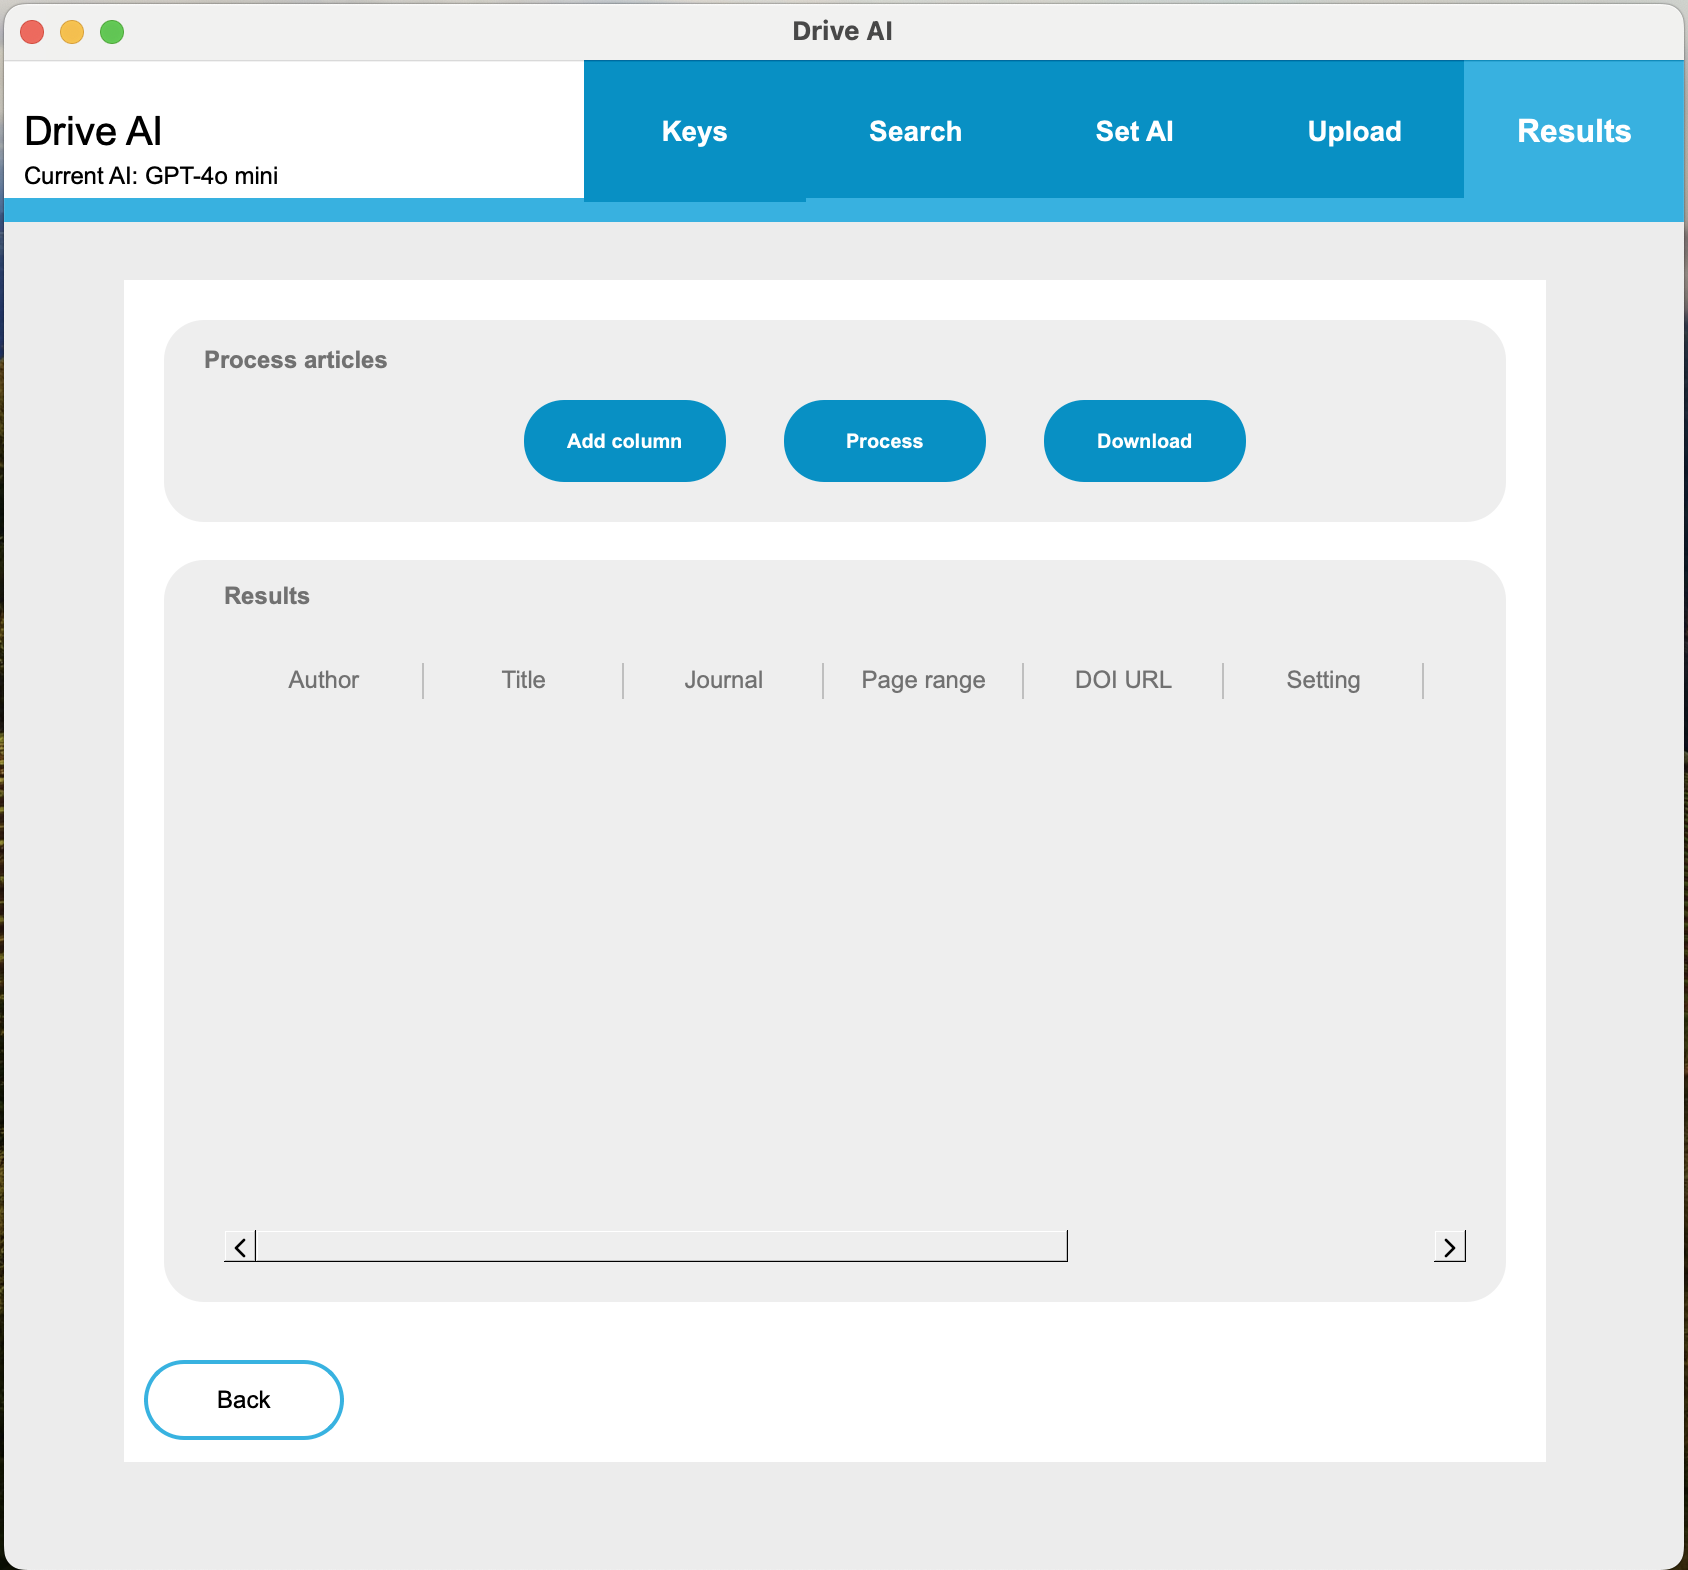 Drive AI
Drive AI
Current AI: GPT-4o mini
Keys
Search
Set AI
Upload
Results
Process articles
Add column
Process
Download
Results
Author
Title
Journal
Page range
DOI URL
Setting
Back